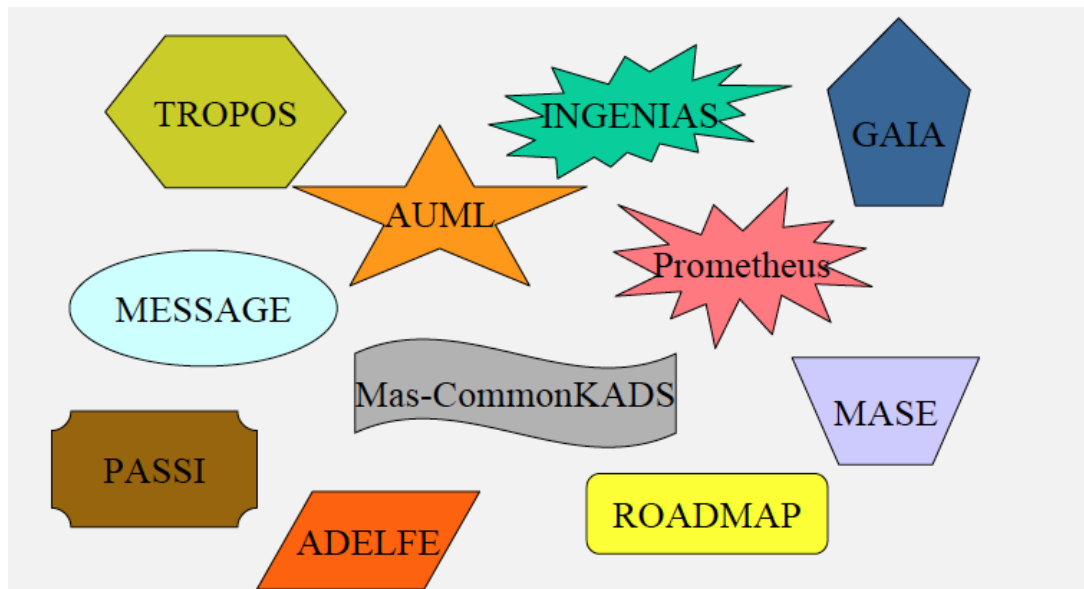 TROPOS
INGENIAS
GAIA
AUML
Prometheus
MESSAGE
Mas-CommonKADS
MASE
PASSI
ROADMAP
ADELFE